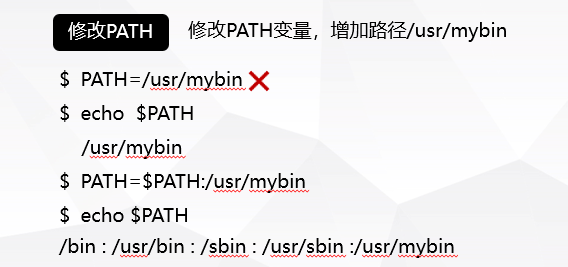 修改PATH 修改PATH变量，增加路径/usr/mybin
$ PATH=/usr/mybin ❌
$ echo $PATH
/usr/mybin
$ PATH=$PATH:/usr/mybin
$ echo $PATH
/bin : /usr/bin : /sbin : /usr/sbin :/usr/mybin